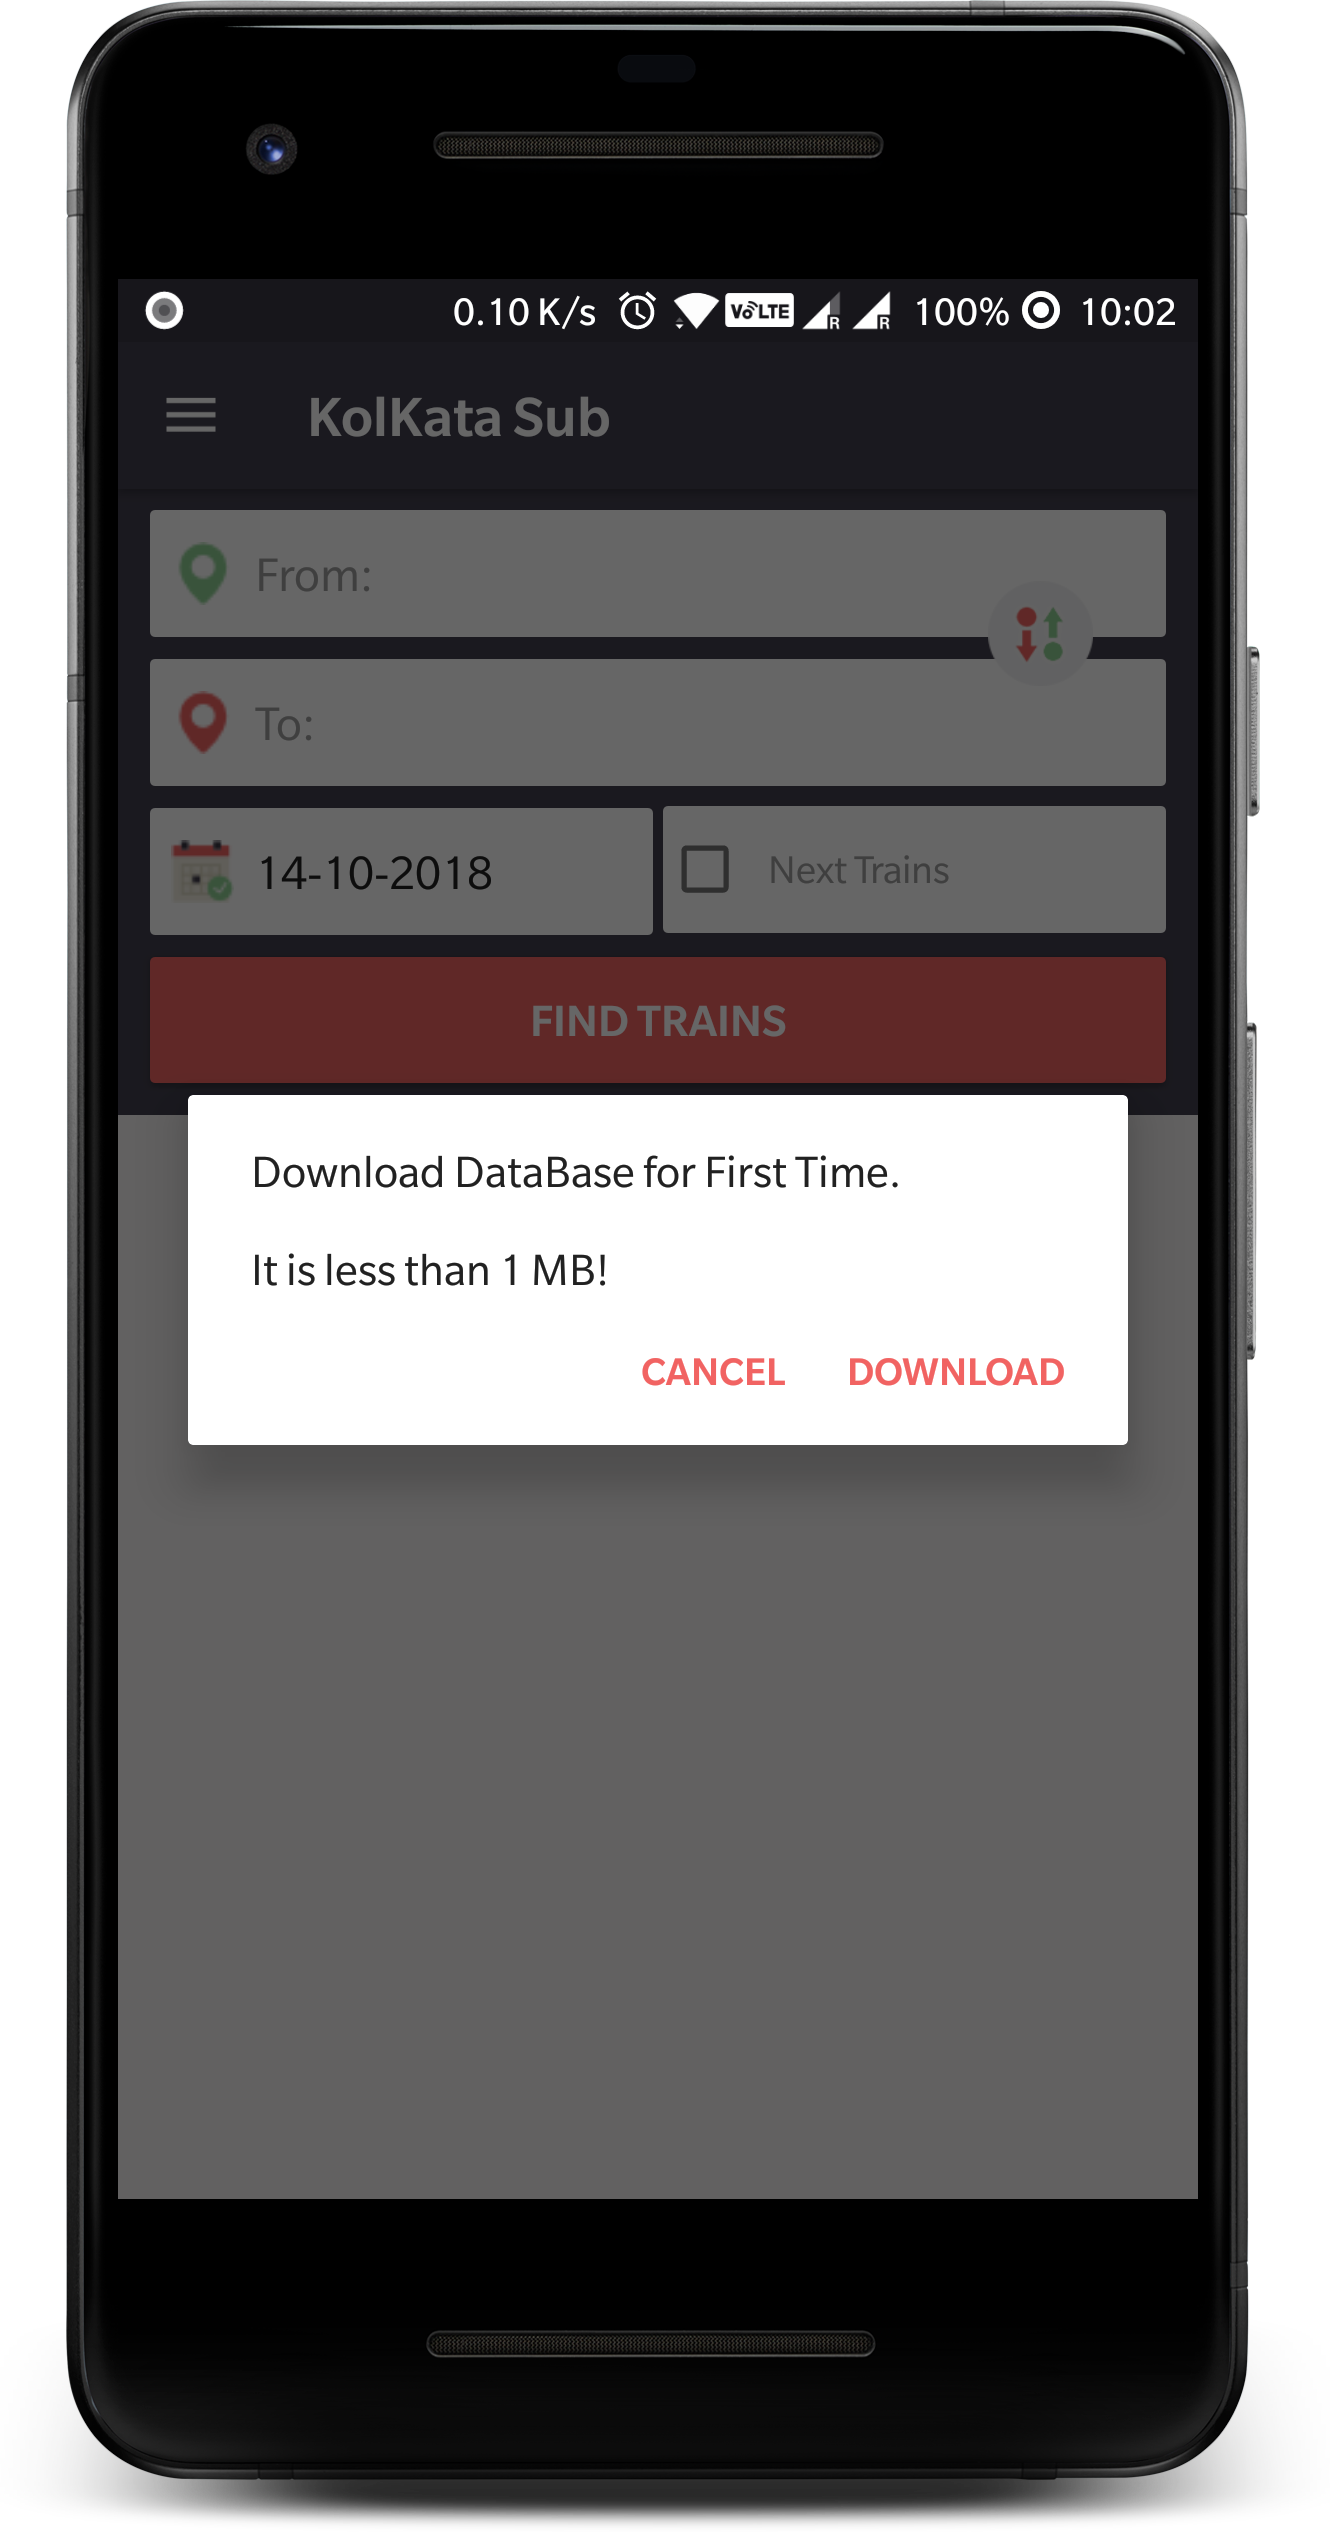 0.10 K/s VoLTE R R 100% 10:02
KolKata Sub
From:
To:
14-10-2018
Next Trains
FIND TRAINS
Download DataBase for First Time.
It is less than 1 MB!
CANCEL DOWNLOAD